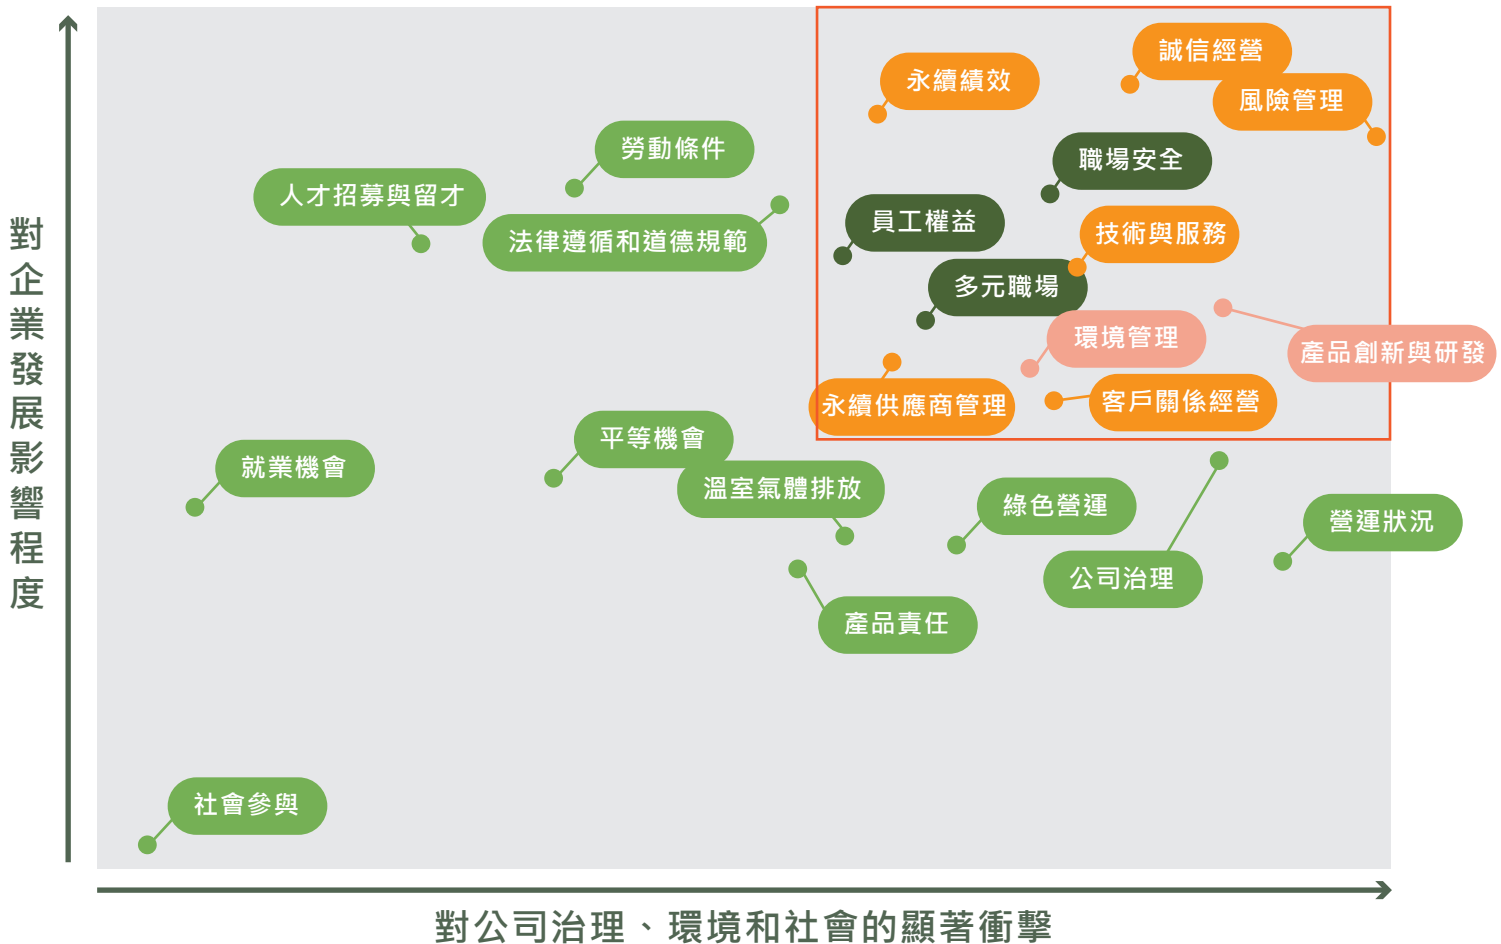 對企業發展影響程度
誠信經營
永續績效
風險管理
勞動條件
職場安全
人才招募與留才
員工權益
技術與服務
法律遵循和道德規範
多元職場
環境管理
產品創新與研發
永續供應商管理
客戶關係經營
平等機會
就業機會
溫室氣體排放
綠色營運
營運狀況
公司治理
產品責任
社會參與
對公司治理、環境和社會的顯著衝擊